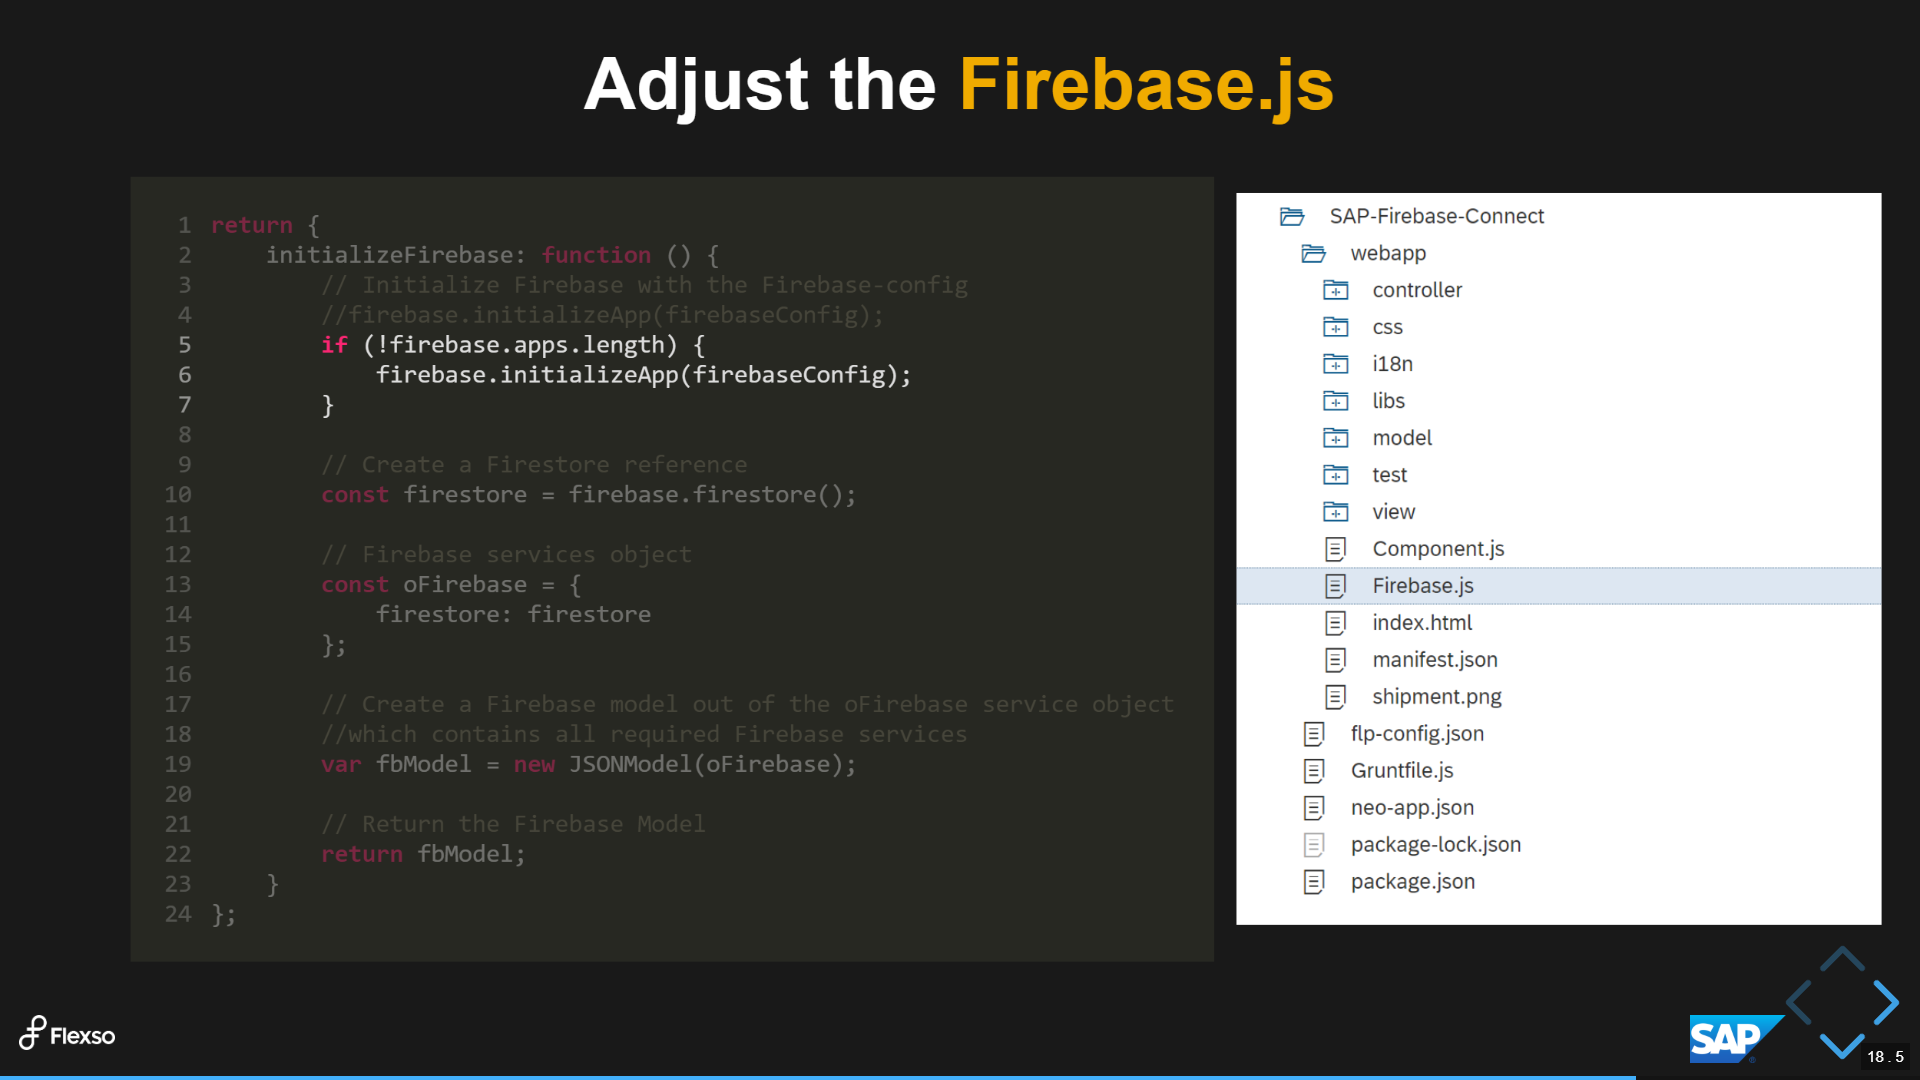 Adjust the Firebase.js
1 return {
2 initializeFirebase: function () {
3 // Initialize Firebase with the Firebase-config
4 //firebase.initializeApp(firebaseConfig);
5 if (!firebase.apps.length) {
6 firebase.initializeApp(firebaseConfig);
7 }
8
9 // Create a Firestore reference
10 const firestore = firebase.firestore();
11
12 // Firebase services object
13 const oFirebase = {
14 firestore: firestore
15 };
16
17 // Create a Firebase model out of the oFirebase service object
18 //which contains all required Firebase services
19 var fbModel = new JSONModel(oFirebase);
20
21 // Return the Firebase Model
22 return fbModel;
23 }
24 };
SAP-Firebase-Connect
webapp
controller
css
i18n
libs
model
test
view
Component.js
Firebase.js
index.html
manifest.json
shipment.png
flp-config.json
Gruntfile.js
neo-app.json
package-lock.json
package.json
Flexso
SAP
18.5